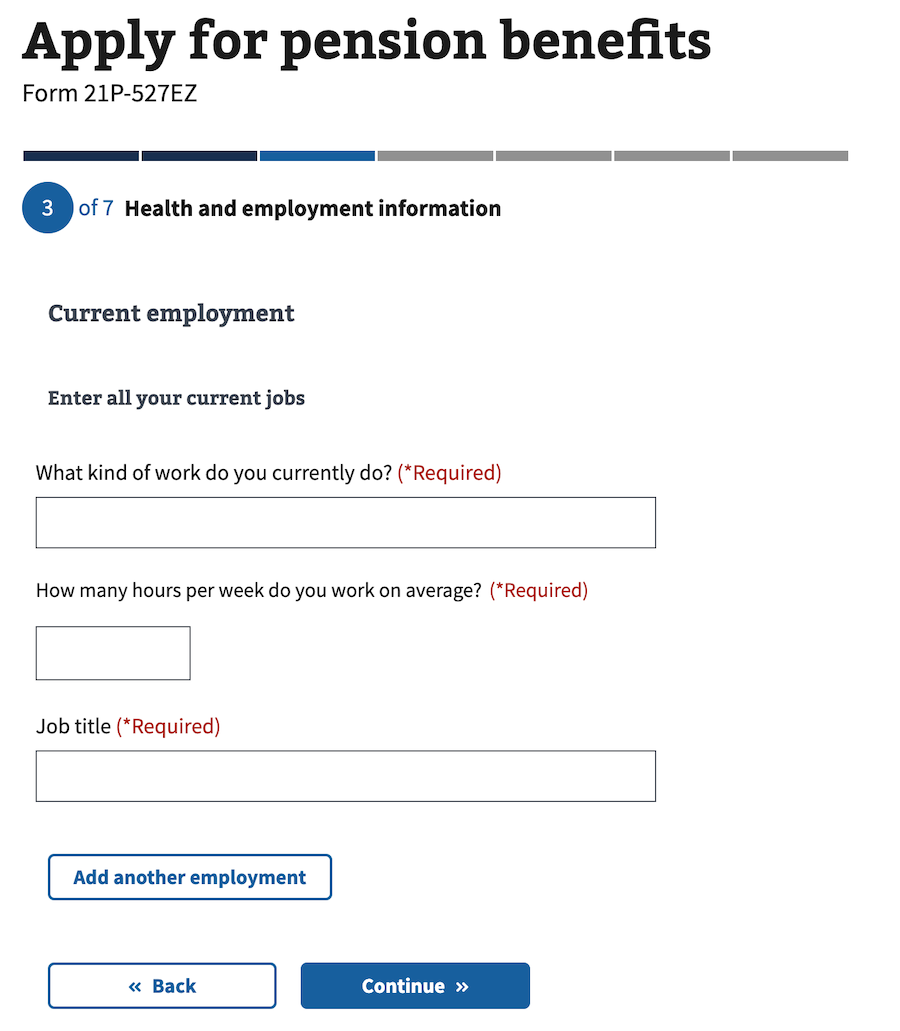 Apply for pension benefits
Form 21P-527EZ
3 of 7 Health and employment information
Current employment
Enter all your current jobs
What kind of work do you currently do? (*Required)
How many hours per week do you work on average? (*Required)
Job title (*Required)
Add another employment
« Back Continue »